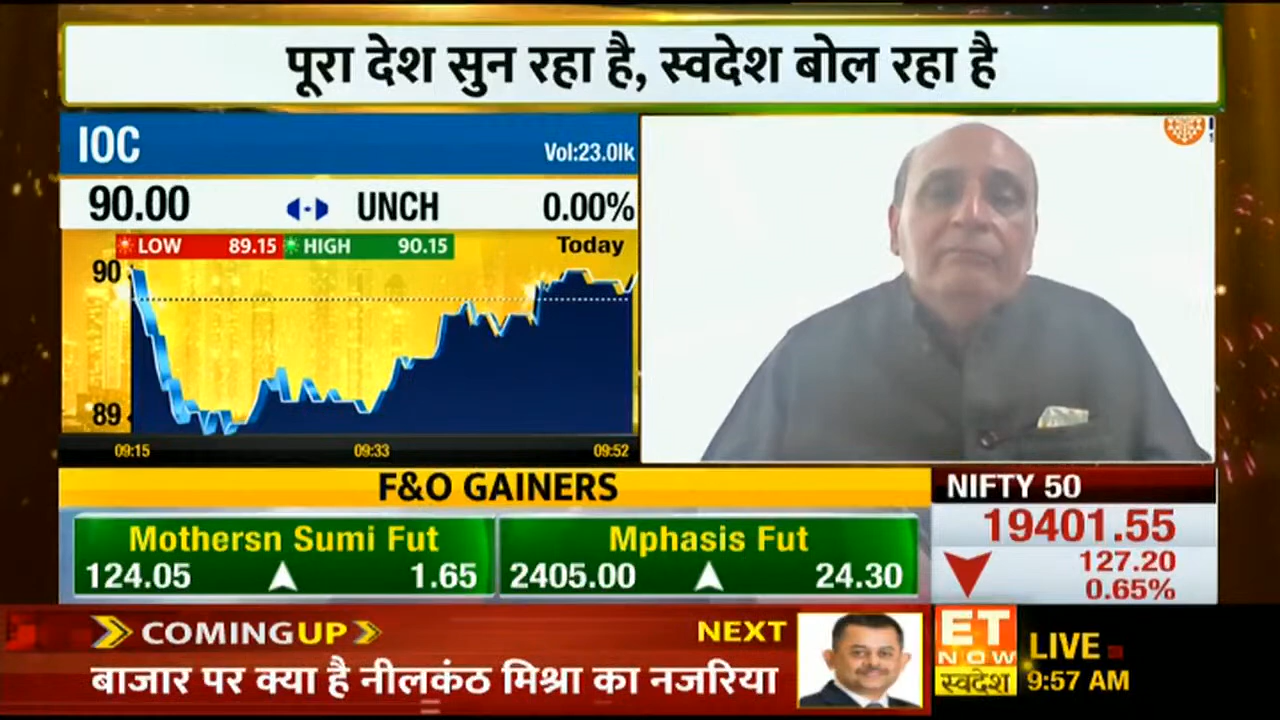 पूरा देश सुन रहा है, स्वदेश बोल रहा है
IOC
Vol:23.0lk
90.00 UNCH 0.00%
LOW 89.15 HIGH 90.15 Today
90
89
09:15 09:33 09:52
F&O GAINERS
Mothersn Sumi Fut
124.05 1.65
Mphasis Fut
2405.00 24.30
NIFTY 50
19401.55
127.20
0.65%
COMING UP
NEXT
बाजार पर क्या है नीलकंठ मिश्रा का नजरिया
ET
NOW
स्वदेश
LIVE
9:57 AM